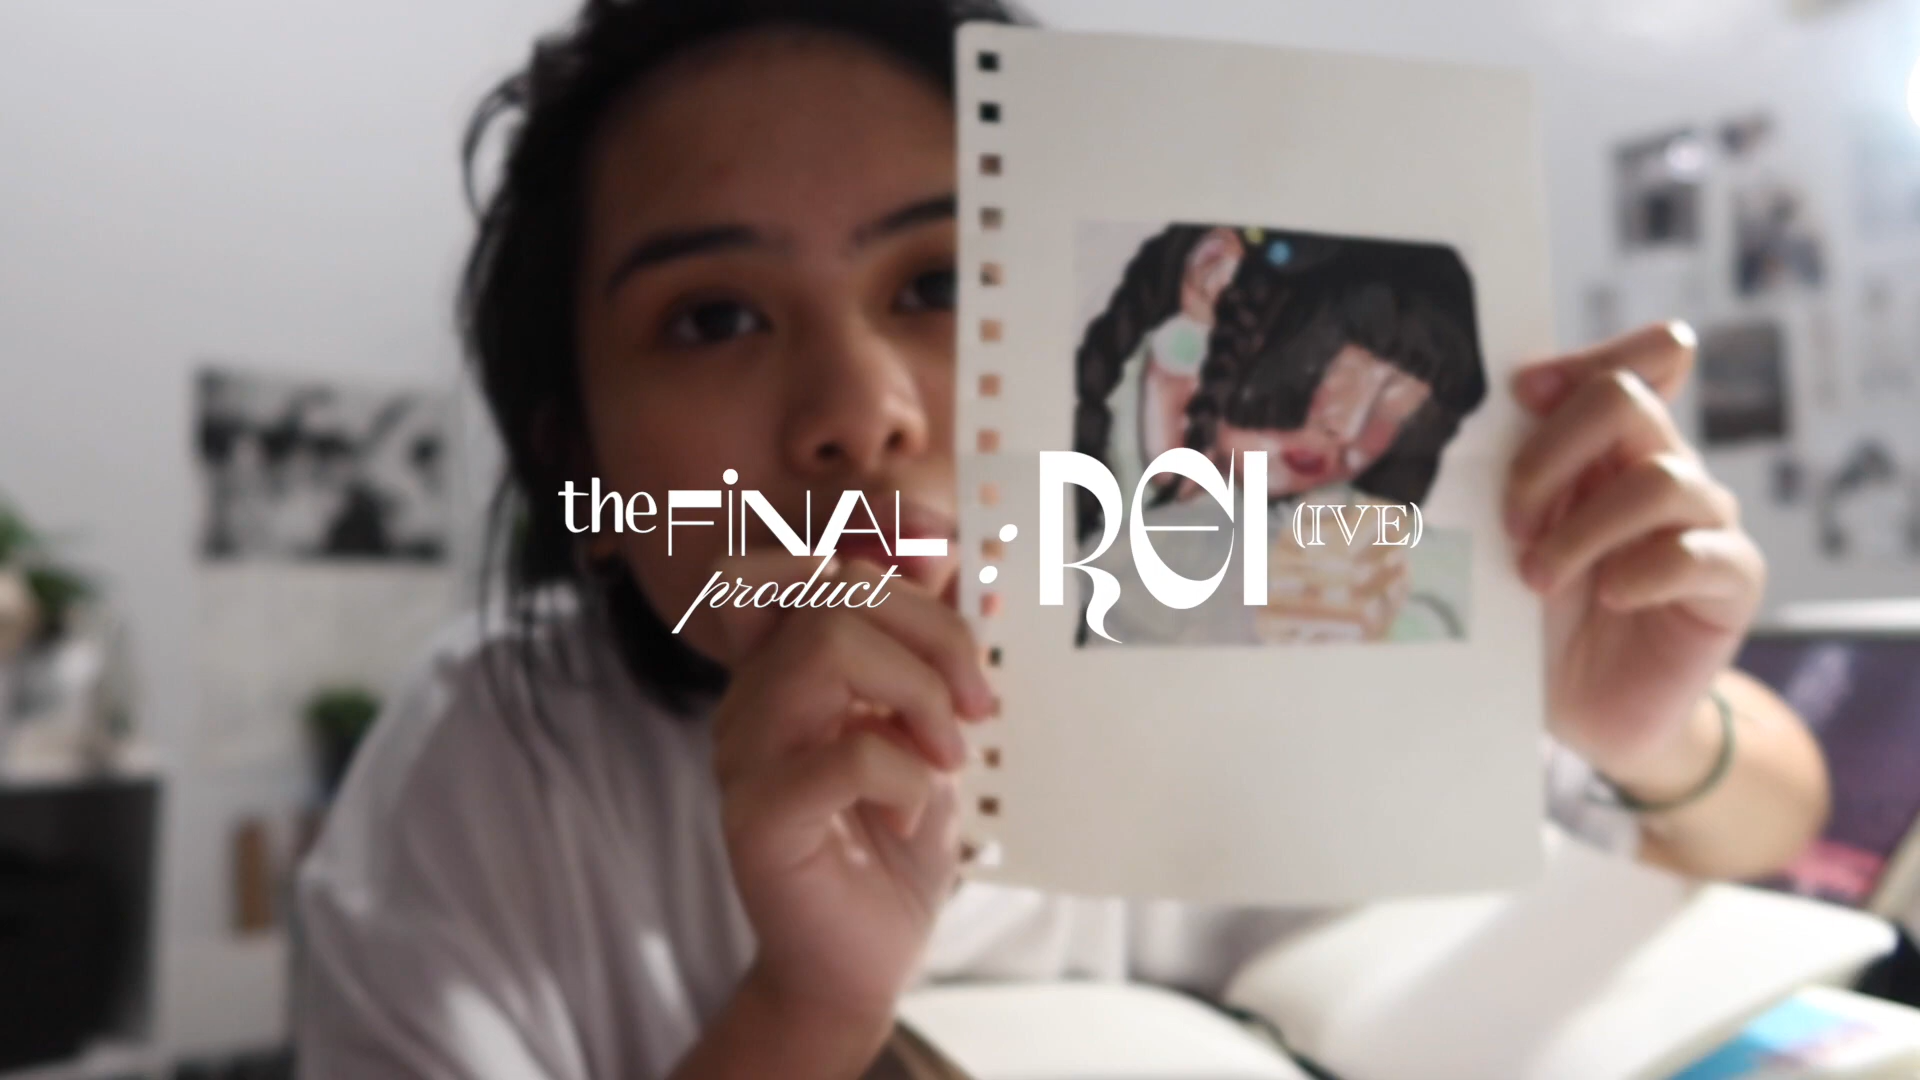 the FiNAL : REI (IVE)
product